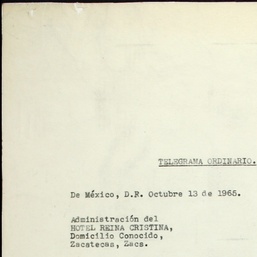 TELEGRAMA ORDINARIO.
De México, D.F. Octubre 13 de 1965.
Administración del
HOTEL REINA CRISTINA,
Domicilio Conocido,
Zacatecas, Zacs.